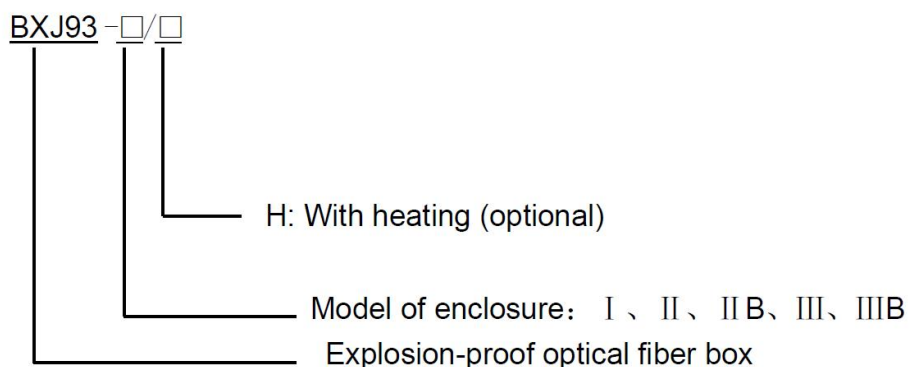 BXJ93-□/□
H: With heating (optional)
Model of enclosure：Ⅰ、Ⅱ、ⅡB、Ⅲ、ⅢB
Explosion-proof optical fiber box